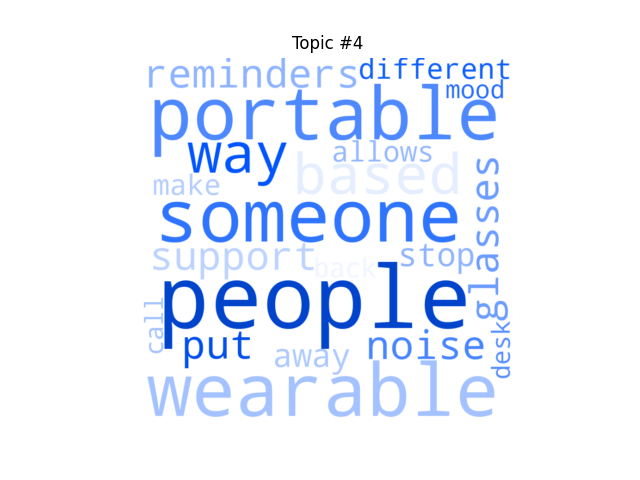 Topic #4
reminders
different
mood
portable
way
allows
based
make
glasses
someone
support
stop
back
people
call
put
noise
desk
away
wearable